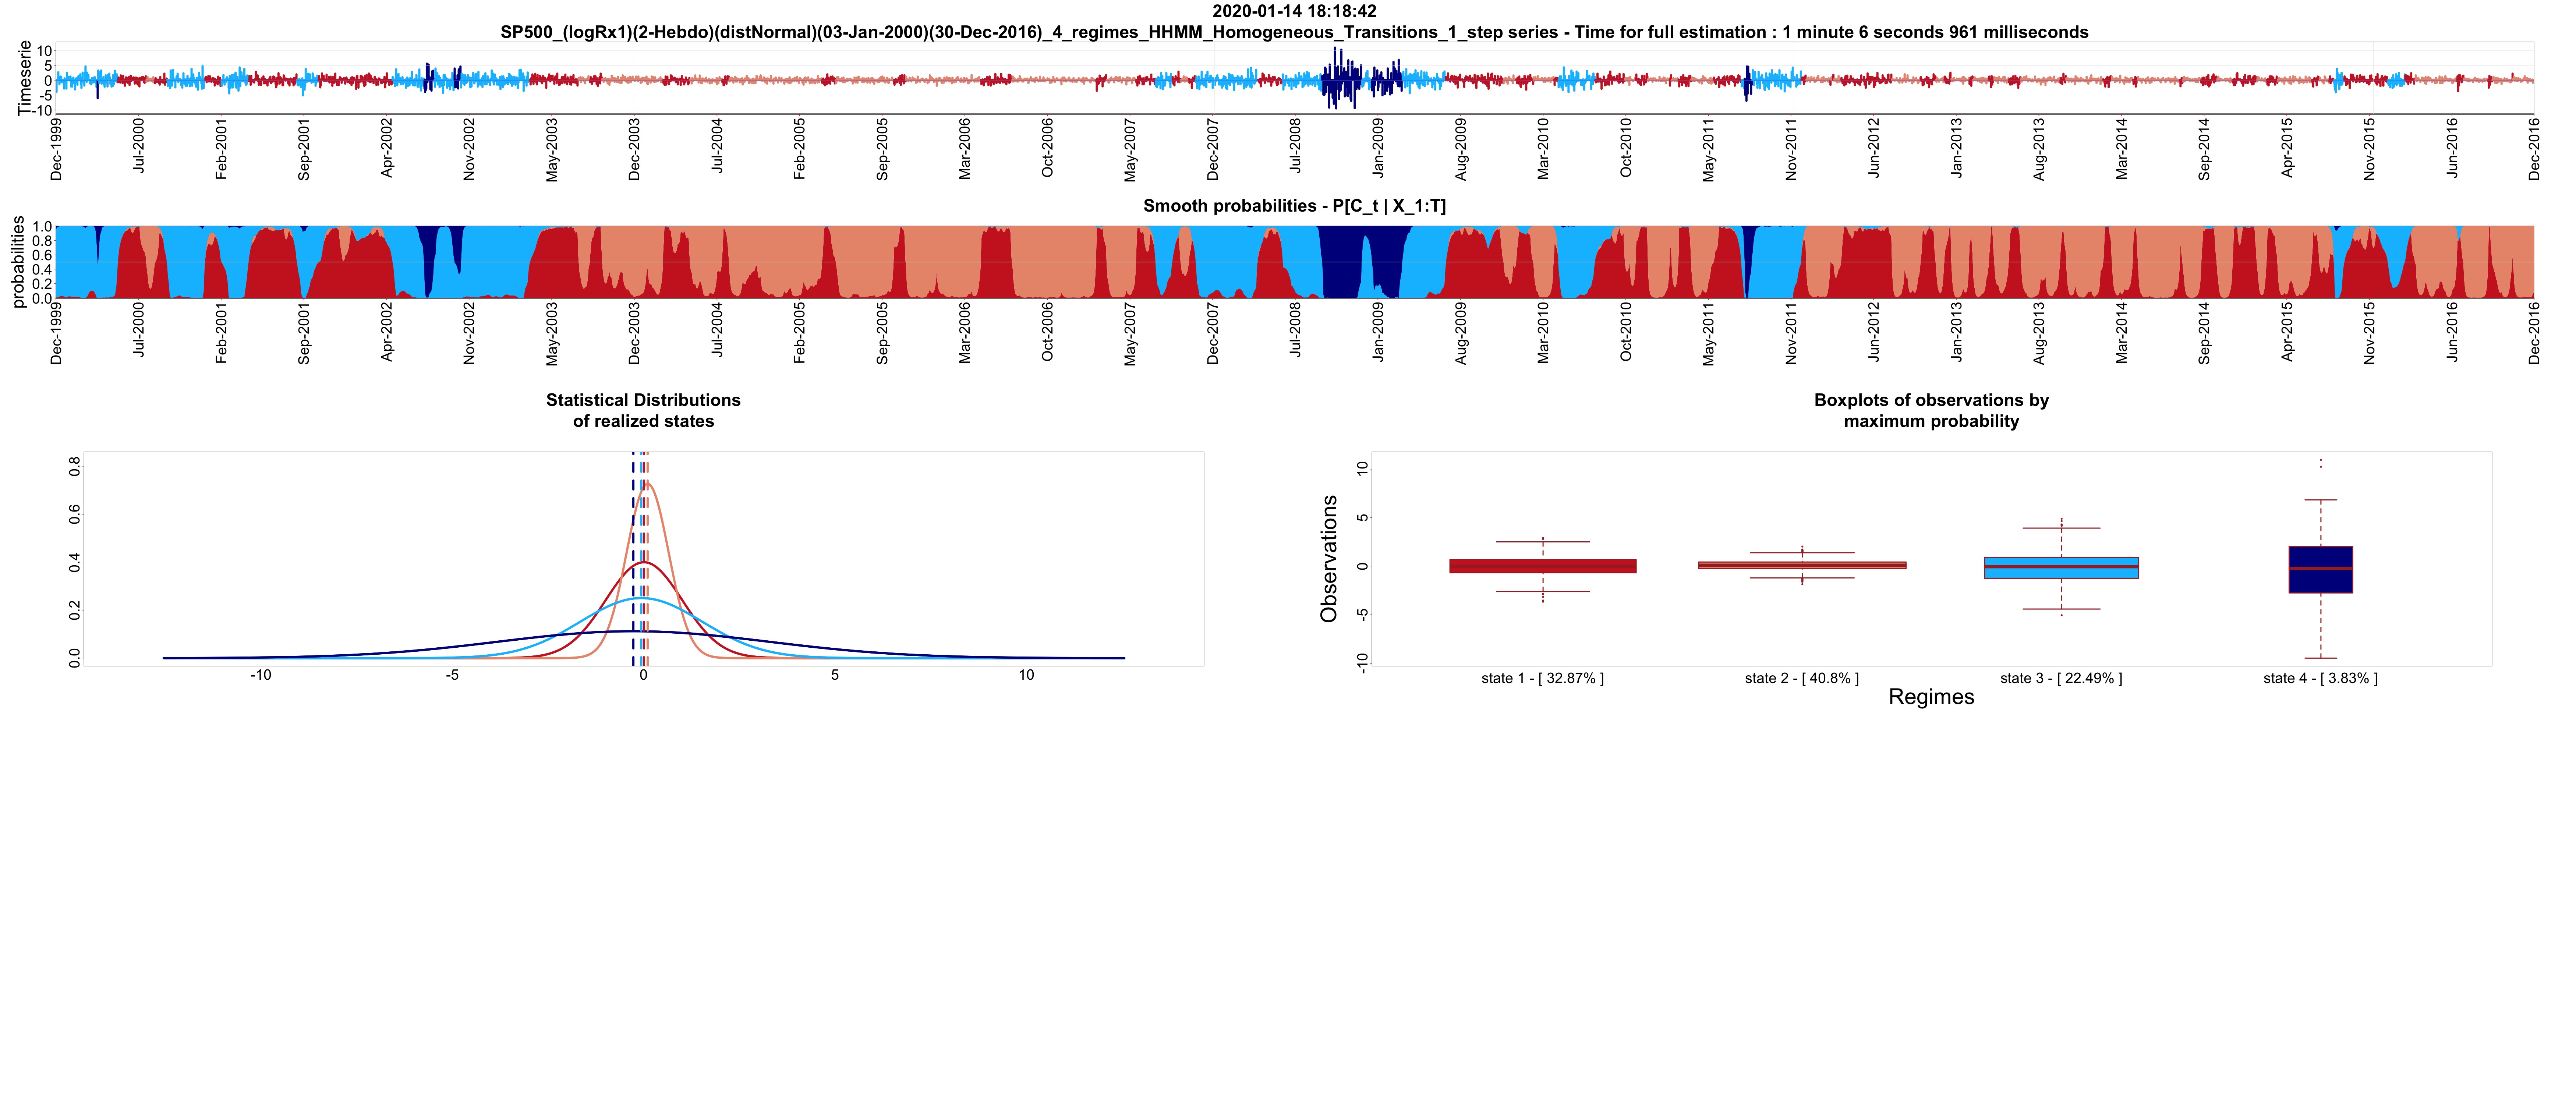 2020-01-14 18:18:42
SP500_(logRx1)(2-Hebdo)(distNormal)(03-Jan-2000)(30-Dec-2016)_4_regimes_HHMM_Homogeneous_Transitions_1_step series - Time for full estimation : 1 minute 6 seconds 961 milliseconds
Timeserie
10
5
0
-5
-10
Dec-1999 Jul-2000 Feb-2001 Sep-2001 Apr-2002 Nov-2002 May-2003 Dec-2003 Jul-2004 Feb-2005 Sep-2005 Mar-2006 Oct-2006 May-2007 Dec-2007 Jul-2008 Jan-2009 Aug-2009 Mar-2010 Oct-2010 May-2011 Nov-2011 Jun-2012 Jan-2013 Aug-2013 Mar-2014 Sep-2014 Apr-2015 Nov-2015 Jun-2016 Dec-2016
Smooth probabilities - P[C_t | X_1:T]
probabilities
1.0
0.8
0.6
0.4
0.2
0.0
Dec-1999 Jul-2000 Feb-2001 Sep-2001 Apr-2002 Nov-2002 May-2003 Dec-2003 Jul-2004 Feb-2005 Sep-2005 Mar-2006 Oct-2006 May-2007 Dec-2007 Jul-2008 Jan-2009 Aug-2009 Mar-2010 Oct-2010 May-2011 Nov-2011 Jun-2012 Jan-2013 Aug-2013 Mar-2014 Sep-2014 Apr-2015 Nov-2015 Jun-2016 Dec-2016
Statistical Distributions
of realized states
0.8
0.6
0.4
0.2
0.0
-10 -5 0 5 10
Boxplots of observations by
maximum probability
Observations
10
5
0
-5
-10
state 1 - [ 32.87% ] state 2 - [ 40.8% ] state 3 - [ 22.49% ] state 4 - [ 3.83% ]
Regimes